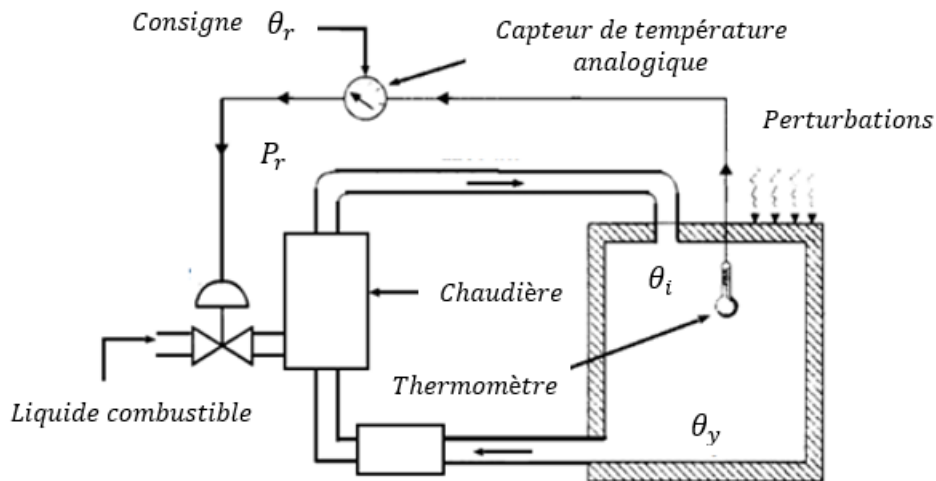 Consigne θr
Capteur de température
analogique
Perturbations
Pr
θi
Chaudière
Thermomètre
Liquide combustible
θy